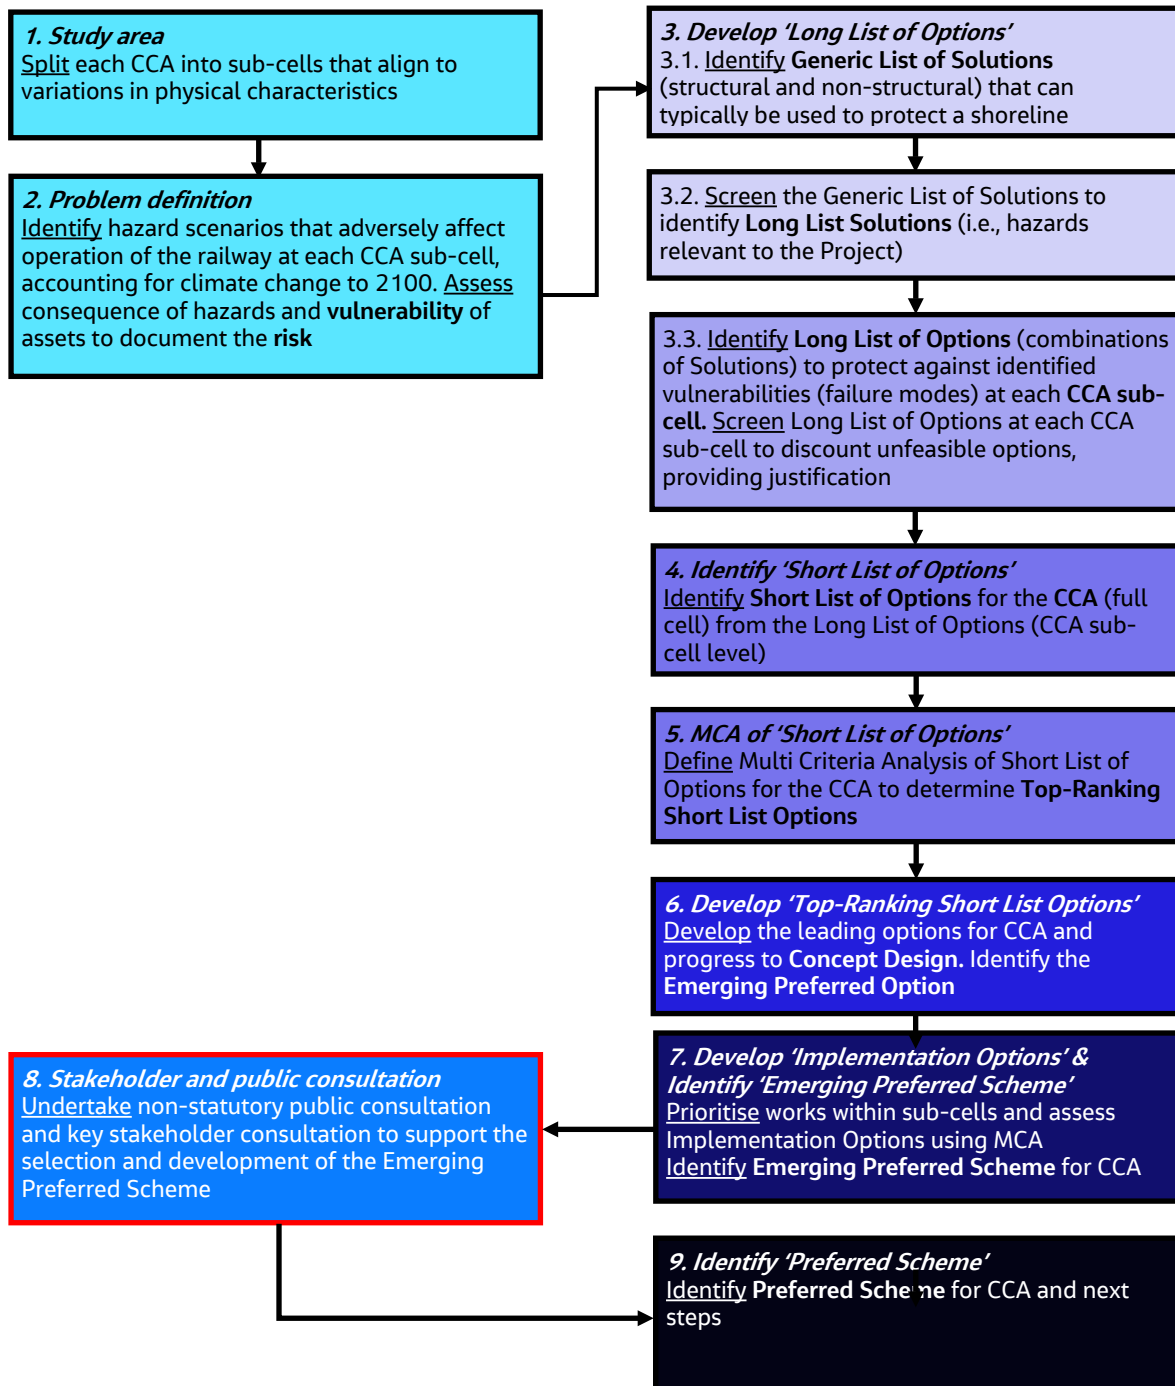 1. Study area
Split each CCA into sub-cells that align to
variations in physical characteristics
2. Problem definition
Identify hazard scenarios that adversely affect
operation of the railway at each CCA sub-cell,
accounting for climate change to 2100. Assess
consequence of hazards and vulnerability of
assets to document the risk
3. Develop ‘Long List of Options’
3.1. Identify Generic List of Solutions
(structural and non-structural) that can
typically be used to protect a shoreline
3.2. Screen the Generic List of Solutions to
identify Long List Solutions (i.e., hazards
relevant to the Project)
3.3. Identify Long List of Options (combinations
of Solutions) to protect against identified
vulnerabilities (failure modes) at each CCA sub-
cell. Screen Long List of Options at each CCA
sub-cell to discount unfeasible options,
providing justification
4. Identify ‘Short List of Options’
Identify Short List of Options for the CCA (full
cell) from the Long List of Options (CCA sub-
cell level)
5. MCA of ‘Short List of Options’
Define Multi Criteria Analysis of Short List of
Options for the CCA to determine Top-Ranking
Short List Options
6. Develop ‘Top-Ranking Short List Options’
Develop the leading options for CCA and
progress to Concept Design. Identify the
Emerging Preferred Option
7. Develop ‘Implementation Options’ &
Identify ‘Emerging Preferred Scheme’
Prioritise works within sub-cells and assess
Implementation Options using MCA
Identify Emerging Preferred Scheme for CCA
8. Stakeholder and public consultation
Undertake non-statutory public consultation
and key stakeholder consultation to support the
selection and development of the Emerging
Preferred Scheme
9. Identify ‘Preferred Scheme’
Identify Preferred Scheme for CCA and next
steps